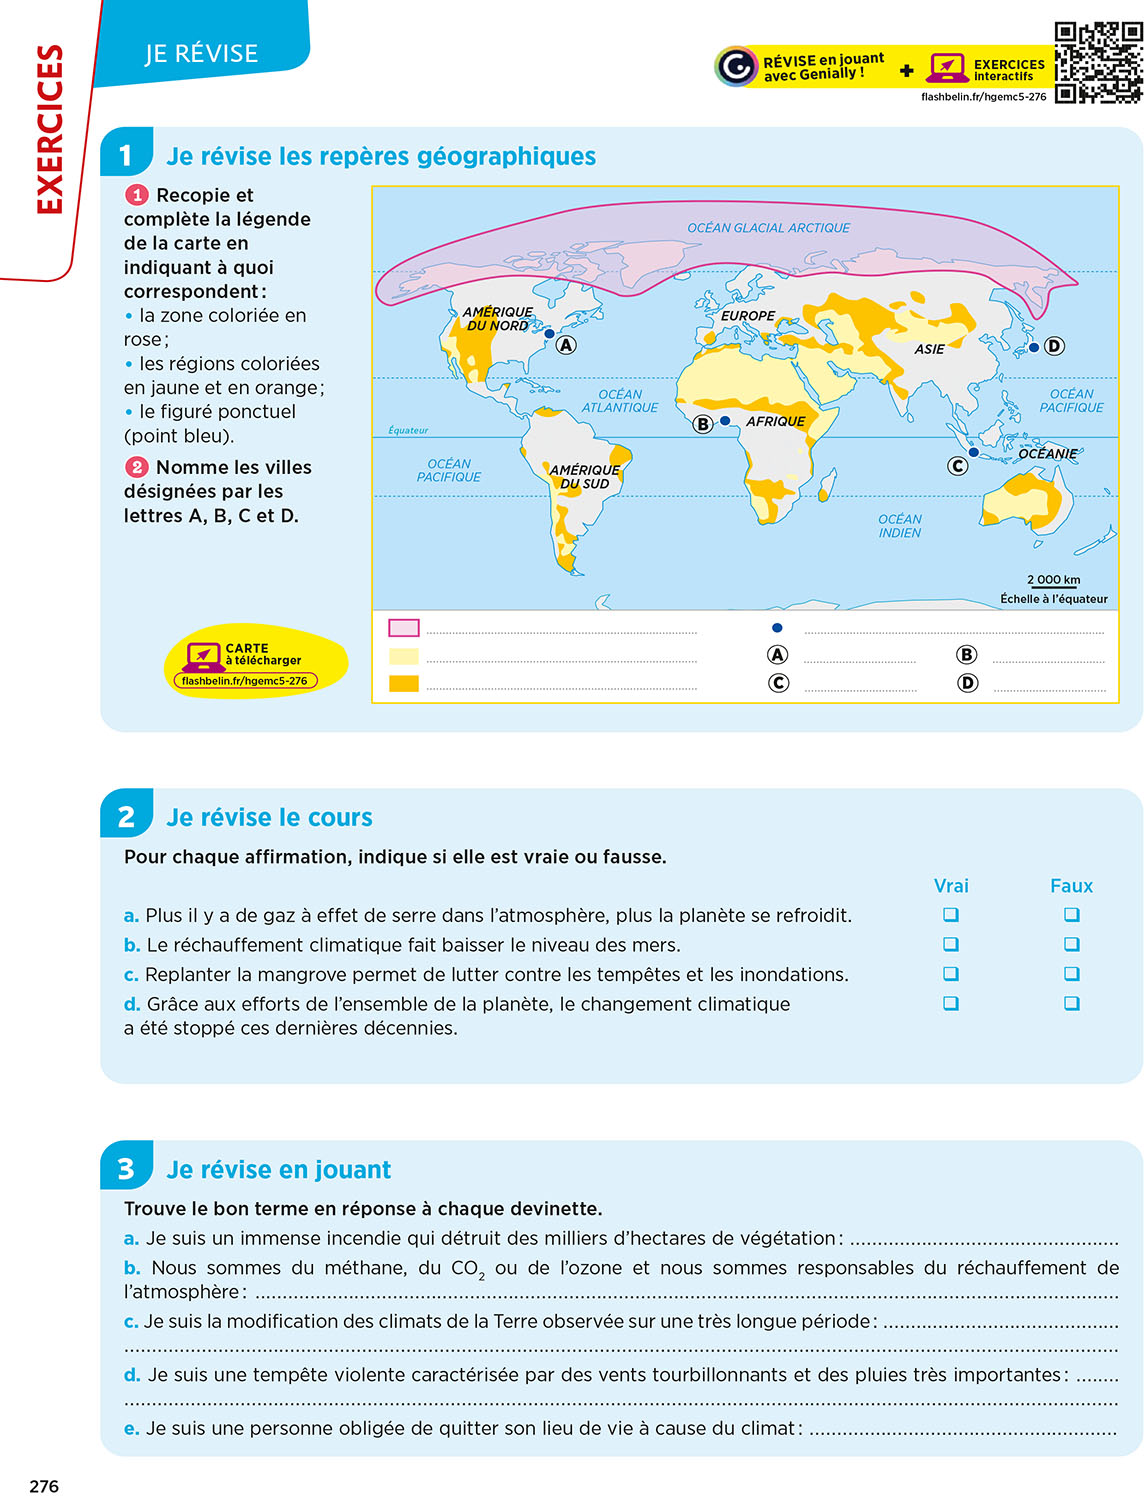 EXERCICES
JE RÉVISE
RÉVISE en jouant
avec Genially !
+
EXERCICES
interactifs
flashbelin.fr/hgemc5-276
1 Je révise les repères géographiques
1 Recopie et
complète la légende
de la carte en
indiquant à quoi
correspondent :
• la zone coloriée en
rose ;
• les régions coloriées
en jaune et en orange ;
• le figuré ponctuel
(point bleu).
2 Nomme les villes
désignées par les
lettres A, B, C et D.
CARTE
à télécharger
flashbelin.fr/hgemc5-276
OCÉAN GLACIAL ARCTIQUE
AMÉRIQUE
DU NORD
A
EUROPE
ASIE
D
OCÉAN
ATLANTIQUE
OCÉAN
PACIFIQUE
B
AFRIQUE
Équateur
OCÉAN
PACIFIQUE
AMÉRIQUE
DU SUD
C
OCÉANIE
OCÉAN
INDIEN
2 000 km
Échelle à l'équateur
A
B
C
D
2 Je révise le cours
Pour chaque affirmation, indique si elle est vraie ou fausse.
Vrai Faux
a. Plus il y a de gaz à effet de serre dans l'atmosphère, plus la planète se refroidit. ❑ ❑
b. Le réchauffement climatique fait baisser le niveau des mers. ❑ ❑
c. Replanter la mangrove permet de lutter contre les tempêtes et les inondations. ❑ ❑
d. Grâce aux efforts de l'ensemble de la planète, le changement climatique ❑ ❑
a été stoppé ces dernières décennies.
3 Je révise en jouant
Trouve le bon terme en réponse à chaque devinette.
a. Je suis un immense incendie qui détruit des milliers d'hectares de végétation : ................................................
b. Nous sommes du méthane, du CO₂ ou de l'ozone et nous sommes responsables du réchauffement de
l'atmosphère : ................................................
c. Je suis la modification des climats de la Terre observée sur une très longue période : ................................................
d. Je suis une tempête violente caractérisée par des vents tourbillonnants et des pluies très importantes : ........
e. Je suis une personne obligée de quitter son lieu de vie à cause du climat : ................................................
276